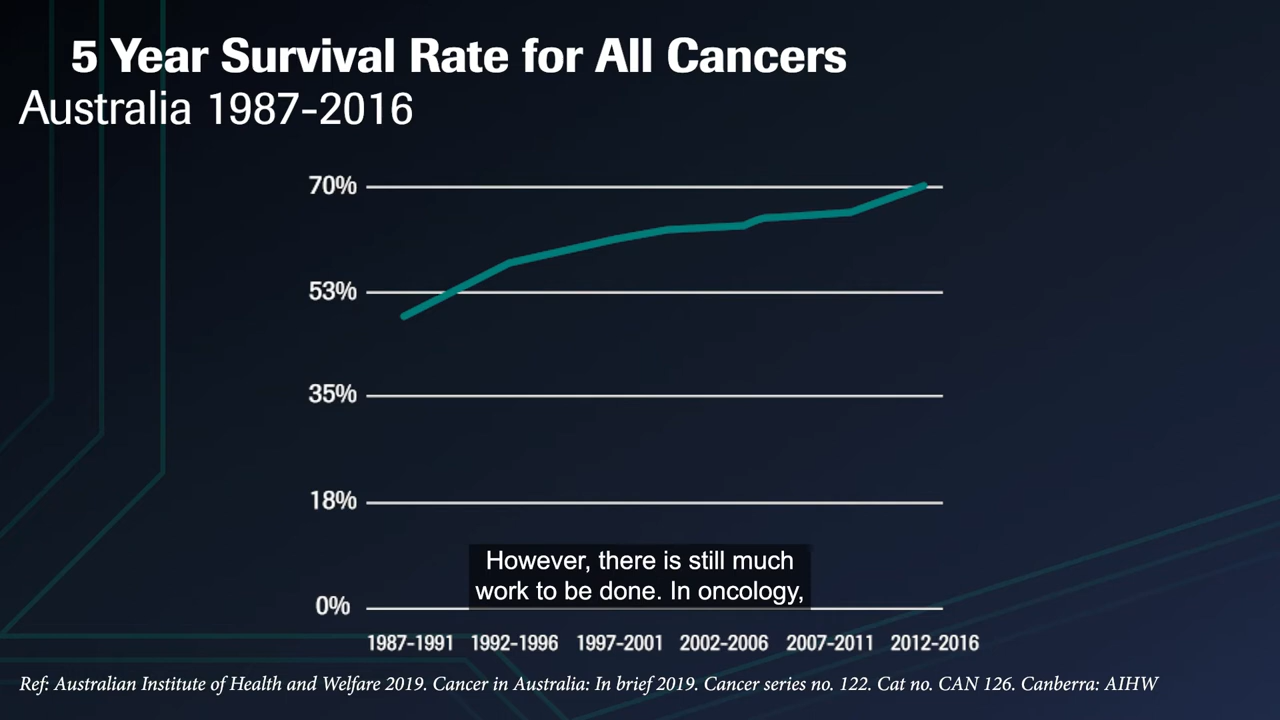 5 Year Survival Rate for All Cancers
Australia 1987–2016
70%
53%
35%
18%
0%
However, there is still much
work to be done. In oncology,
1987–1991 1992–1996 1997–2001 2002–2006 2007–2011 2012–2016
Ref: Australian Institute of Health and Welfare 2019. Cancer in Australia: In brief 2019. Cancer series no. 122. Cat no. CAN 126. Canberra: AIHW